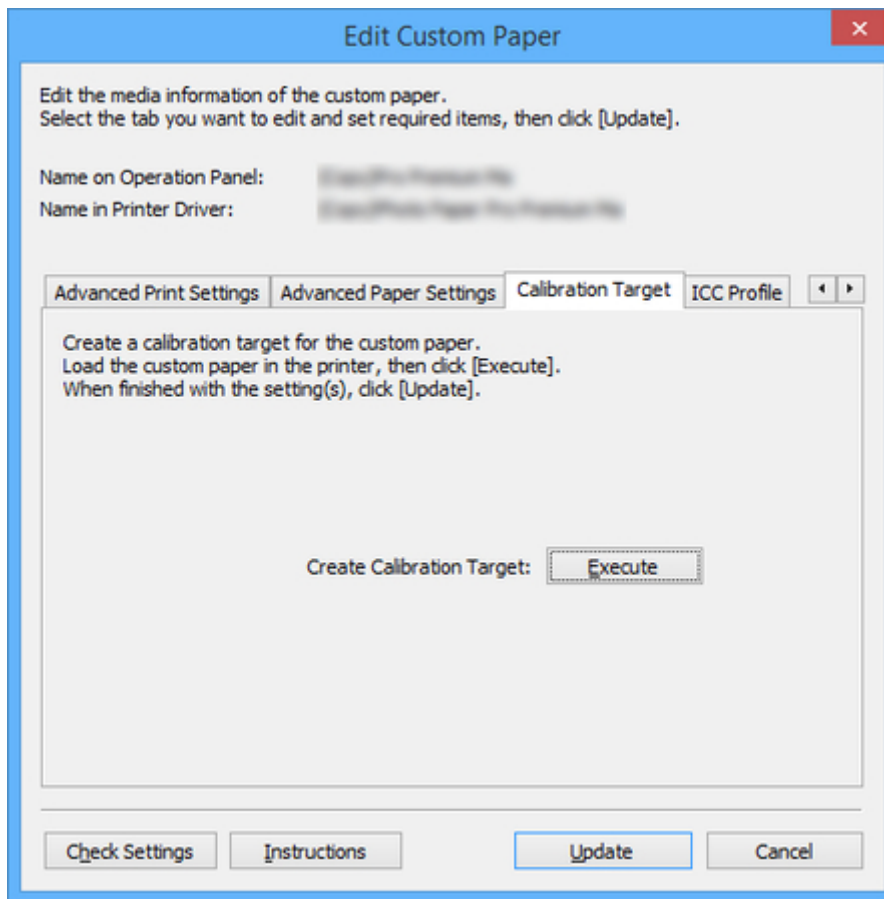 Edit Custom Paper
Edit the media information of the custom paper.
Select the tab you want to edit and set required items, then click [Update].
Name on Operation Panel:
Name in Printer Driver:
Advanced Print Settings Advanced Paper Settings Calibration Target ICC Profile
Create a calibration target for the custom paper.
Load the custom paper in the printer, then click [Execute].
When finished with the setting(s), click [Update].
Create Calibration Target: Execute
Check Settings Instructions Update Cancel